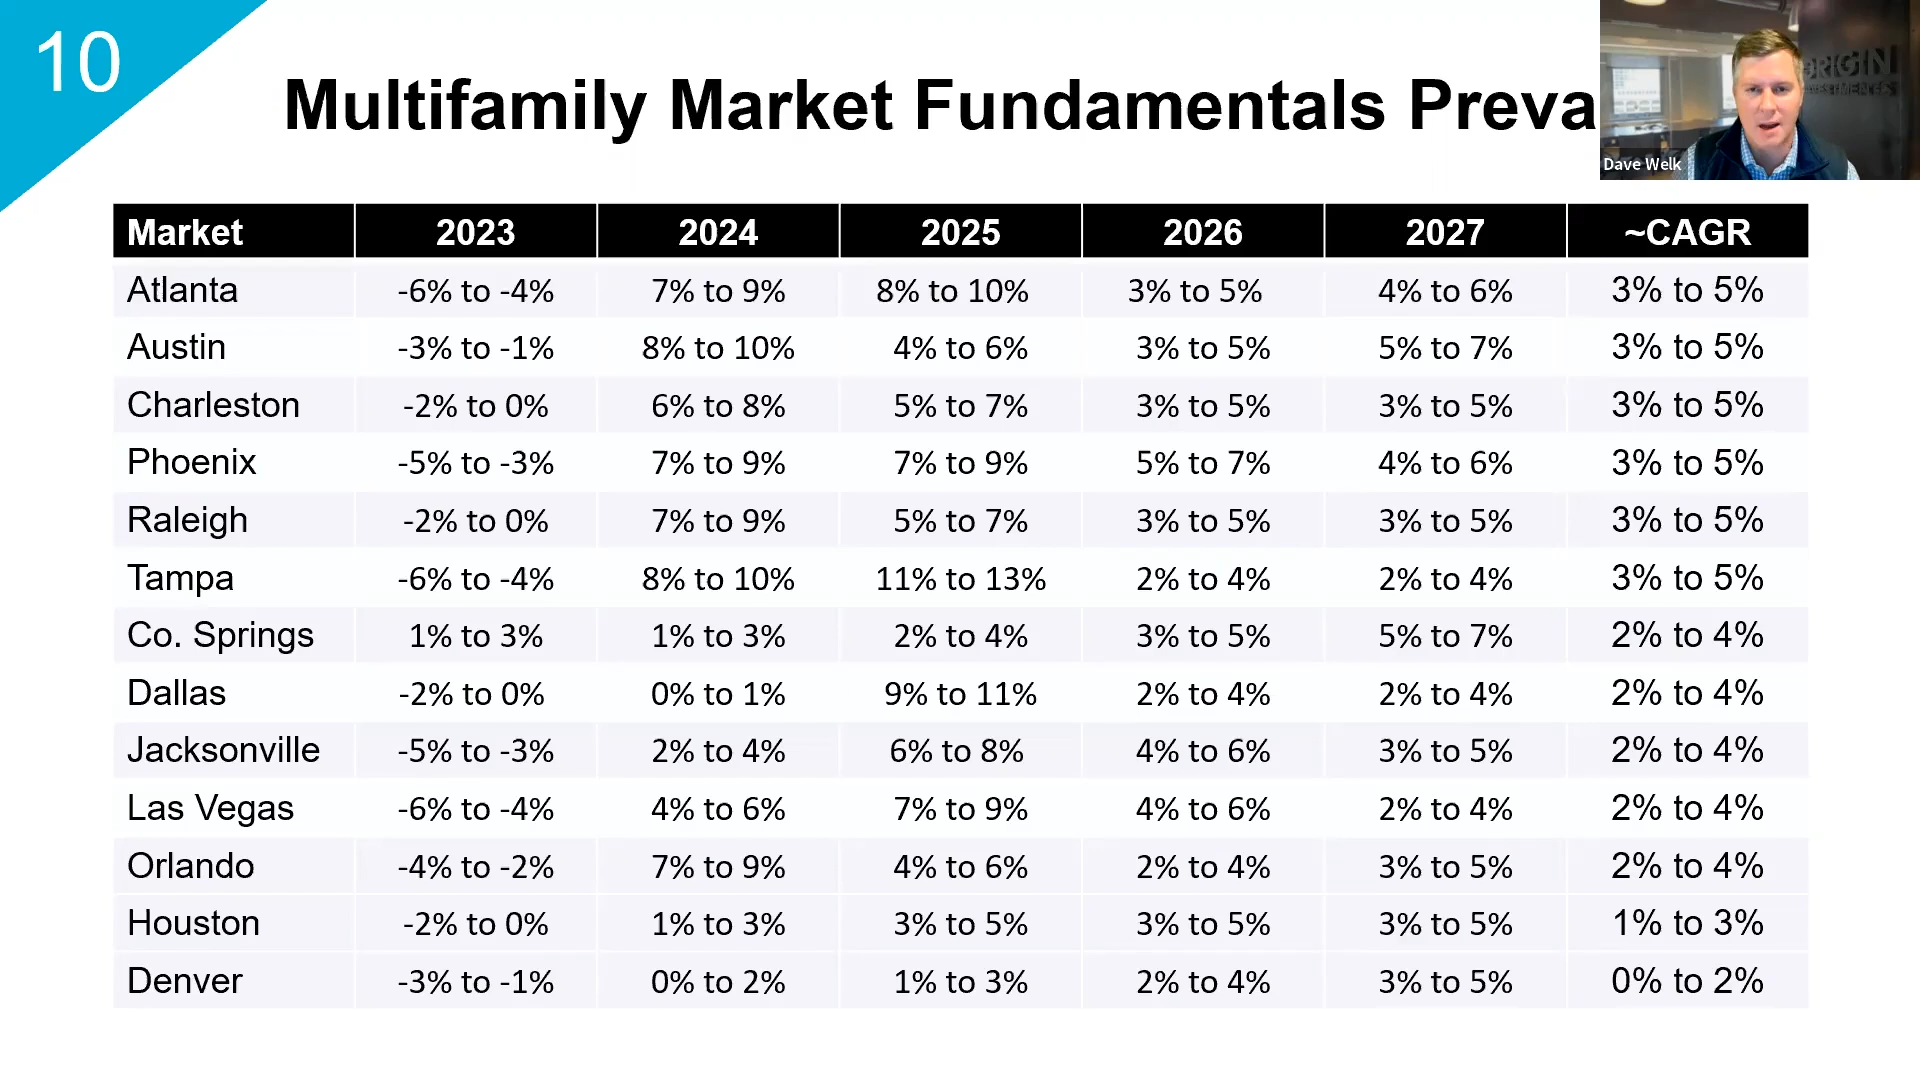 10
Multifamily Market Fundamentals Preva
ORIGIN
INVESTMENTS
Dave Welk
Market 2023 2024 2025 2026 2027 ~CAGR
Atlanta -6% to -4% 7% to 9% 8% to 10% 3% to 5% 4% to 6% 3% to 5%
Austin -3% to -1% 8% to 10% 4% to 6% 3% to 5% 5% to 7% 3% to 5%
Charleston -2% to 0% 6% to 8% 5% to 7% 3% to 5% 3% to 5% 3% to 5%
Phoenix -5% to -3% 7% to 9% 7% to 9% 5% to 7% 4% to 6% 3% to 5%
Raleigh -2% to 0% 7% to 9% 5% to 7% 3% to 5% 3% to 5% 3% to 5%
Tampa -6% to -4% 8% to 10% 11% to 13% 2% to 4% 2% to 4% 3% to 5%
Co. Springs 1% to 3% 1% to 3% 2% to 4% 3% to 5% 5% to 7% 2% to 4%
Dallas -2% to 0% 0% to 1% 9% to 11% 2% to 4% 2% to 4% 2% to 4%
Jacksonville -5% to -3% 2% to 4% 6% to 8% 4% to 6% 3% to 5% 2% to 4%
Las Vegas -6% to -4% 4% to 6% 7% to 9% 4% to 6% 2% to 4% 2% to 4%
Orlando -4% to -2% 7% to 9% 4% to 6% 2% to 4% 3% to 5% 2% to 4%
Houston -2% to 0% 1% to 3% 3% to 5% 3% to 5% 3% to 5% 1% to 3%
Denver -3% to -1% 0% to 2% 1% to 3% 2% to 4% 3% to 5% 0% to 2%